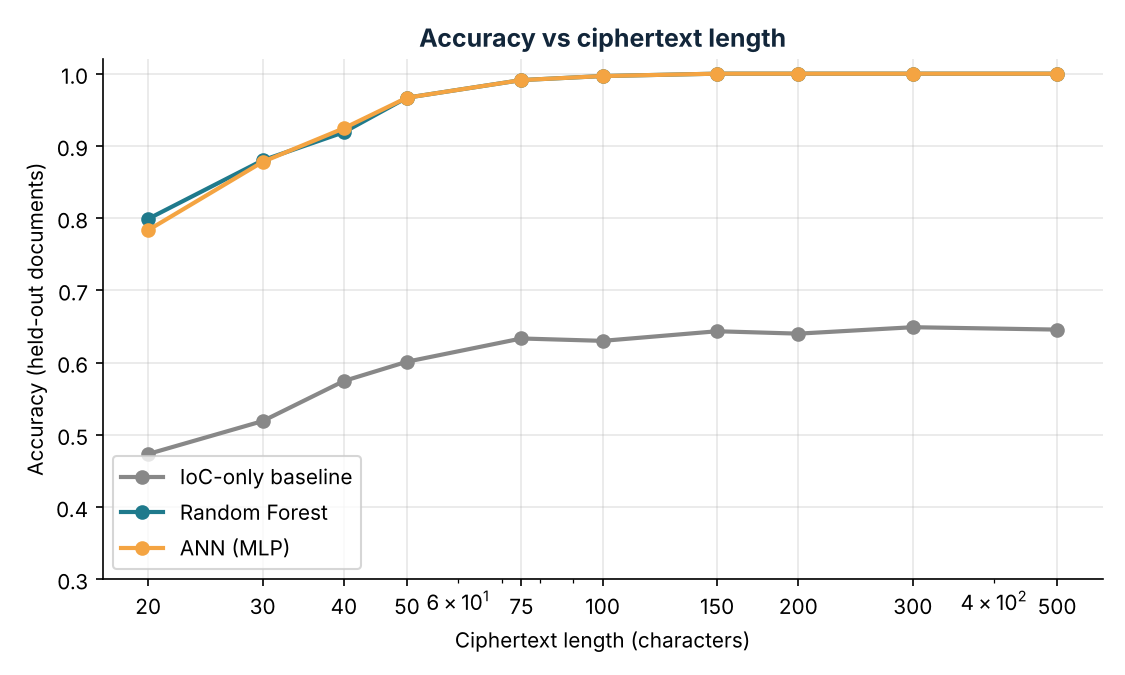 Accuracy vs ciphertext length
Accuracy (held-out documents)
1.0
0.9
0.8
0.7
0.6
0.5
0.4
0.3
IoC-only baseline
Random Forest
ANN (MLP)
20 30 40 50 6 × 10¹ 75 100 150 200 300 4 × 10² 500
Ciphertext length (characters)